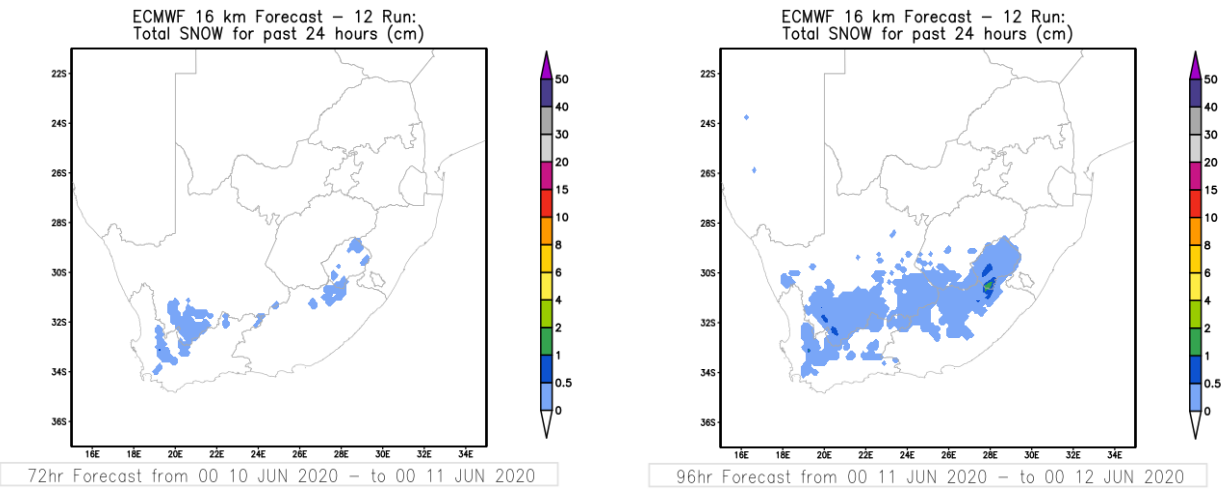 ECMWF 16 km Forecast – 12 Run:
Total SNOW for past 24 hours (cm)
22S
24S
26S
28S
30S
32S
34S
36S
16E 18E 20E 22E 24E 26E 28E 30E 32E 34E
50
40
30
20
15
10
8
6
4
2
1
0.5
0
72hr Forecast from 00 10 JUN 2020 – to 00 11 JUN 2020
ECMWF 16 km Forecast – 12 Run:
Total SNOW for past 24 hours (cm)
22S
24S
26S
28S
30S
32S
34S
36S
16E 18E 20E 22E 24E 26E 28E 30E 32E 34E
50
40
30
20
15
10
8
6
4
2
1
0.5
0
96hr Forecast from 00 11 JUN 2020 – to 00 12 JUN 2020